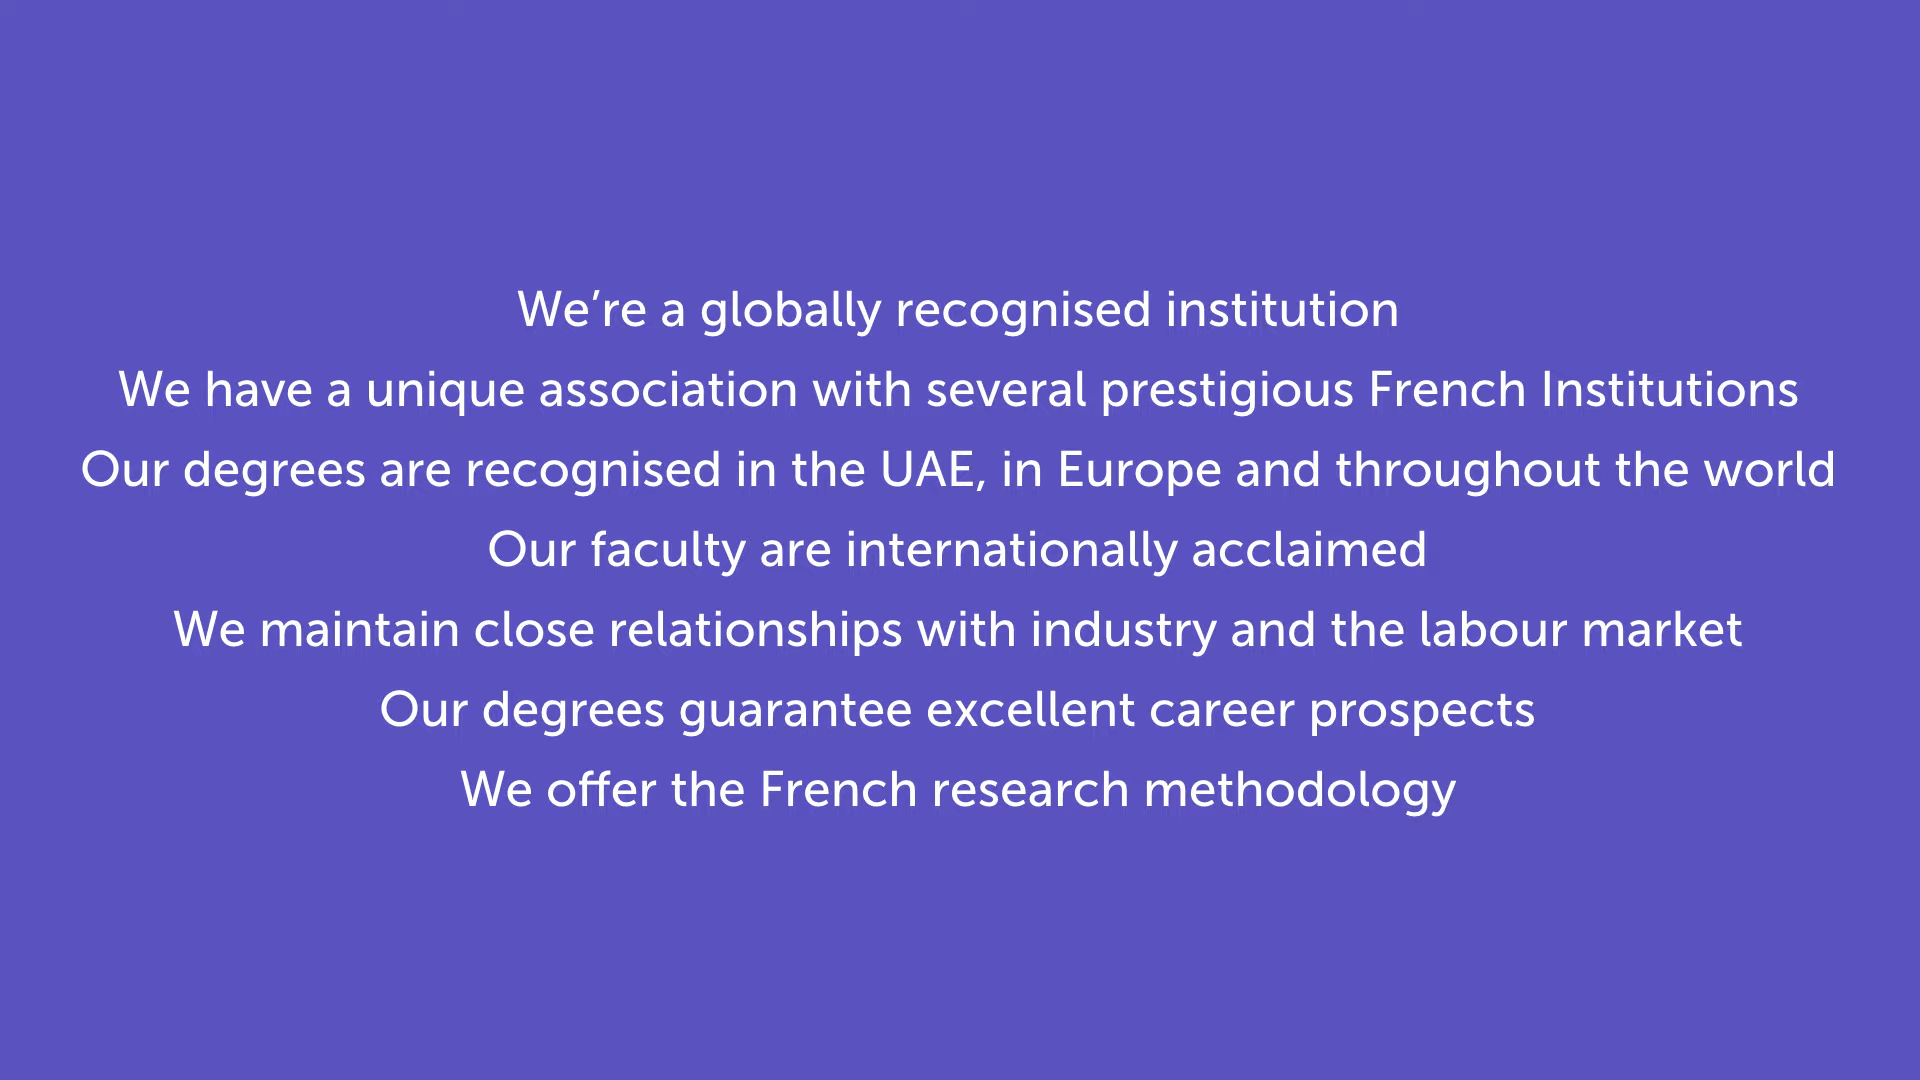 We’re a globally recognised institution
We have a unique association with several prestigious French Institutions
Our degrees are recognised in the UAE, in Europe and throughout the world
Our faculty are internationally acclaimed
We maintain close relationships with industry and the labour market
Our degrees guarantee excellent career prospects
We offer the French research methodology